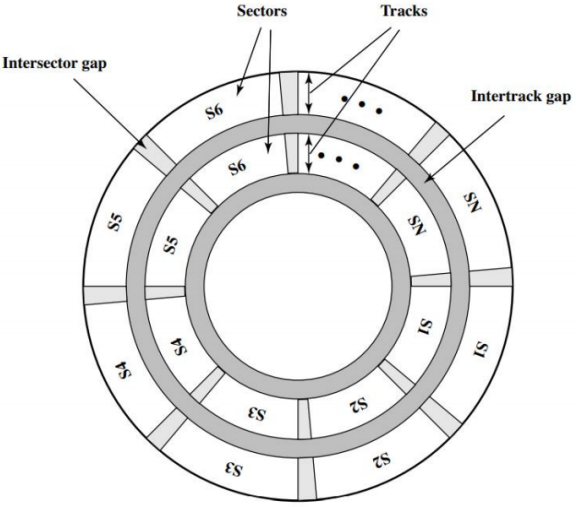 Sectors
Tracks
Intersector gap
Intertrack gap
S6
• • •
SN
S6
• • •
SN
S5
S5
S1
S1
S4
S4
S3
S2
S3
S2